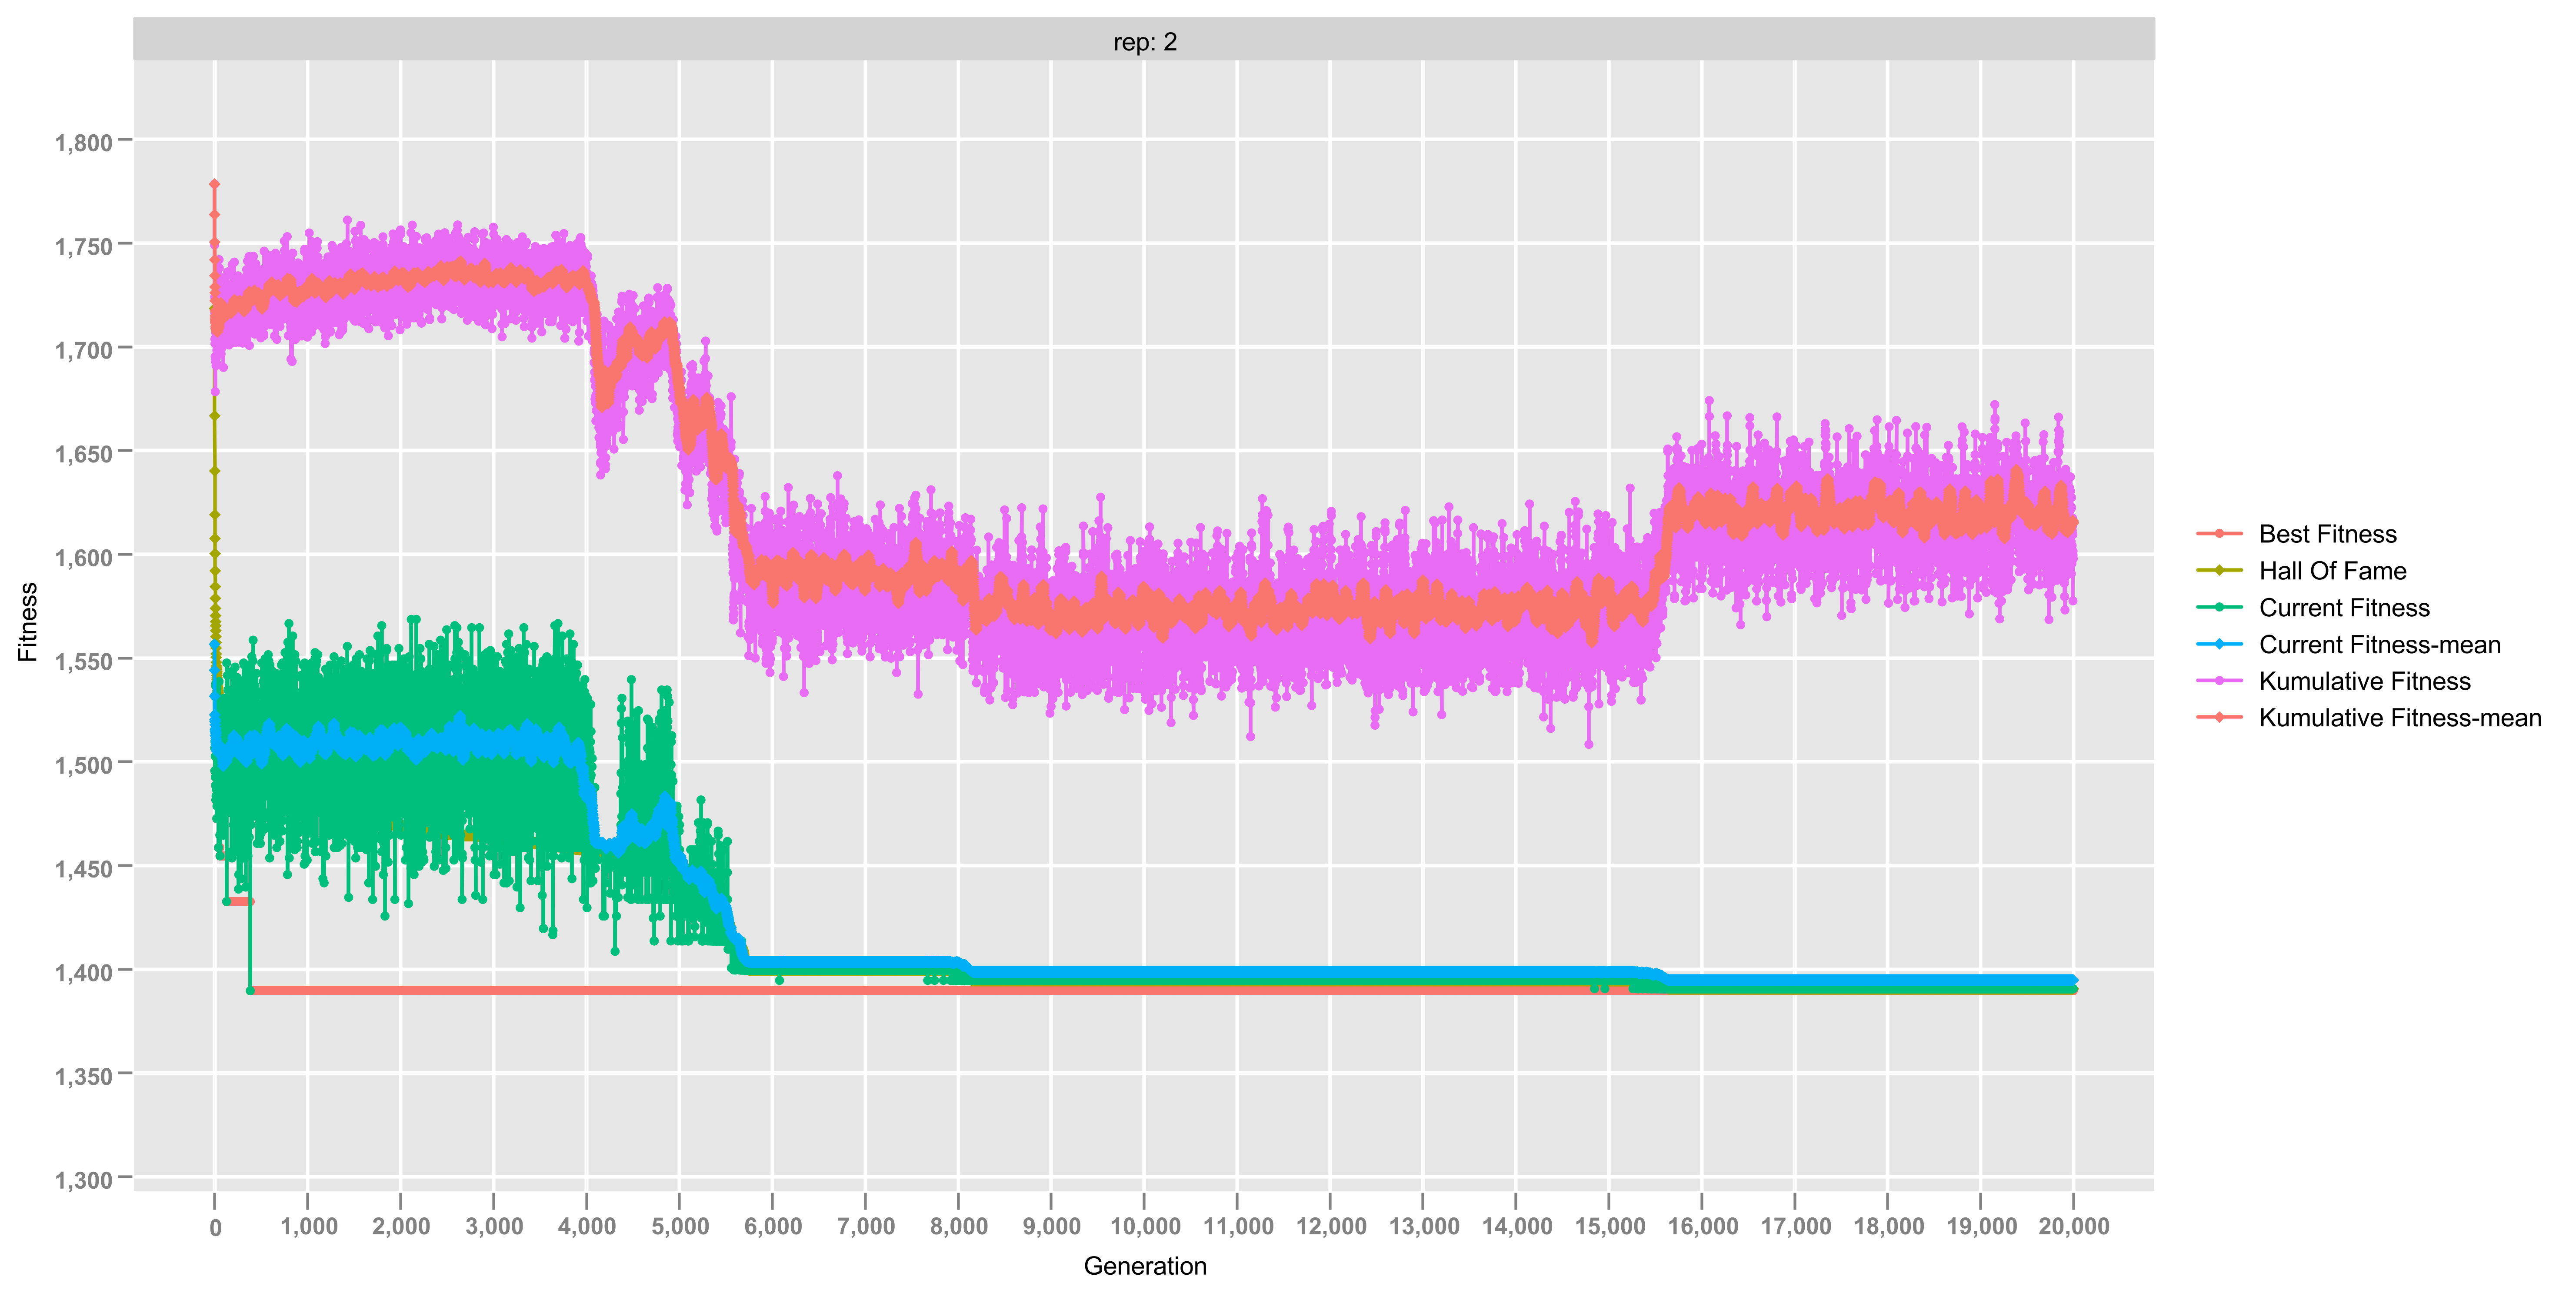 rep: 2
1,800
1,750
1,700
1,650
1,600
1,550
1,500
1,450
1,400
1,350
1,300
Fitness
0 1,000 2,000 3,000 4,000 5,000 6,000 7,000 8,000 9,000 10,000 11,000 12,000 13,000 14,000 15,000 16,000 17,000 18,000 19,000 20,000
Generation
Best Fitness
Hall Of Fame
Current Fitness
Current Fitness-mean
Kumulative Fitness
Kumulative Fitness-mean